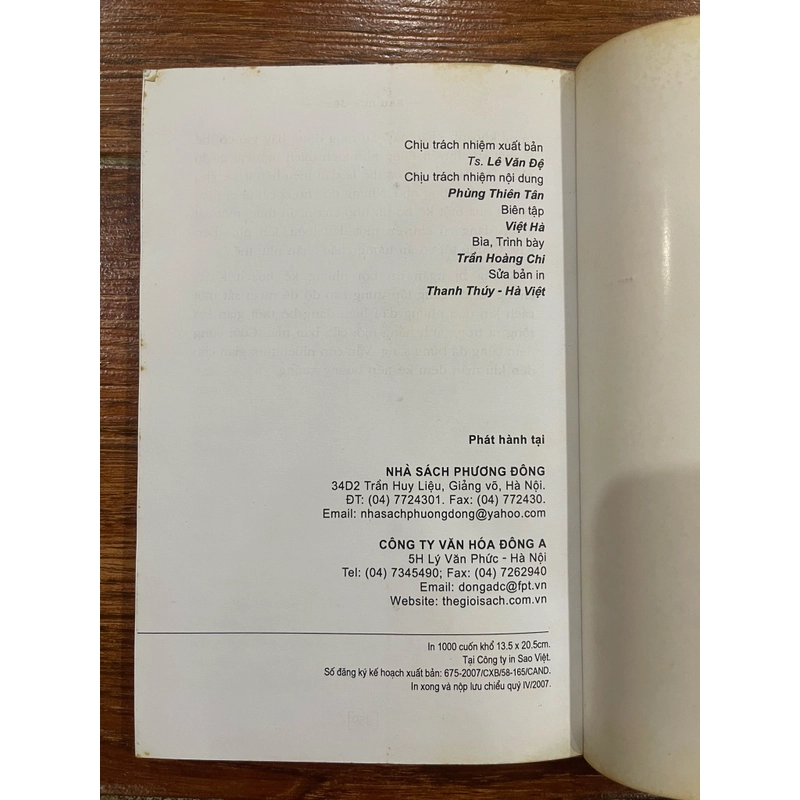 Chịu trách nhiệm xuất bản
Ts. Lê Văn Đệ
Chịu trách nhiệm nội dung
Phùng Thiên Tân
Biên tập
Việt Hà
Bìa, Trình bày
Trần Hoàng Chi
Sửa bản in
Thanh Thúy - Hà Việt
Phát hành tại
NHÀ SÁCH PHƯƠNG ĐÔNG
34D2 Trần Huy Liệu, Giảng võ, Hà Nội.
ĐT: (04) 7724301. Fax: (04) 772430.
Email: nhasachphuongdong@yahoo.com
CÔNG TY VĂN HÓA ĐÔNG A
5H Lý Văn Phức - Hà Nội
Tel: (04) 7345490; Fax: (04) 7262940
Email: dongadc@fpt.vn
Website: thegioisach.com.vn
In 1000 cuốn khổ 13.5 x 20.5cm.
Tại Công ty in Sao Việt.
Số đăng ký kế hoạch xuất bản: 675-2007/CXB/58-165/CAND.
In xong và nộp lưu chiểu quý IV/2007.